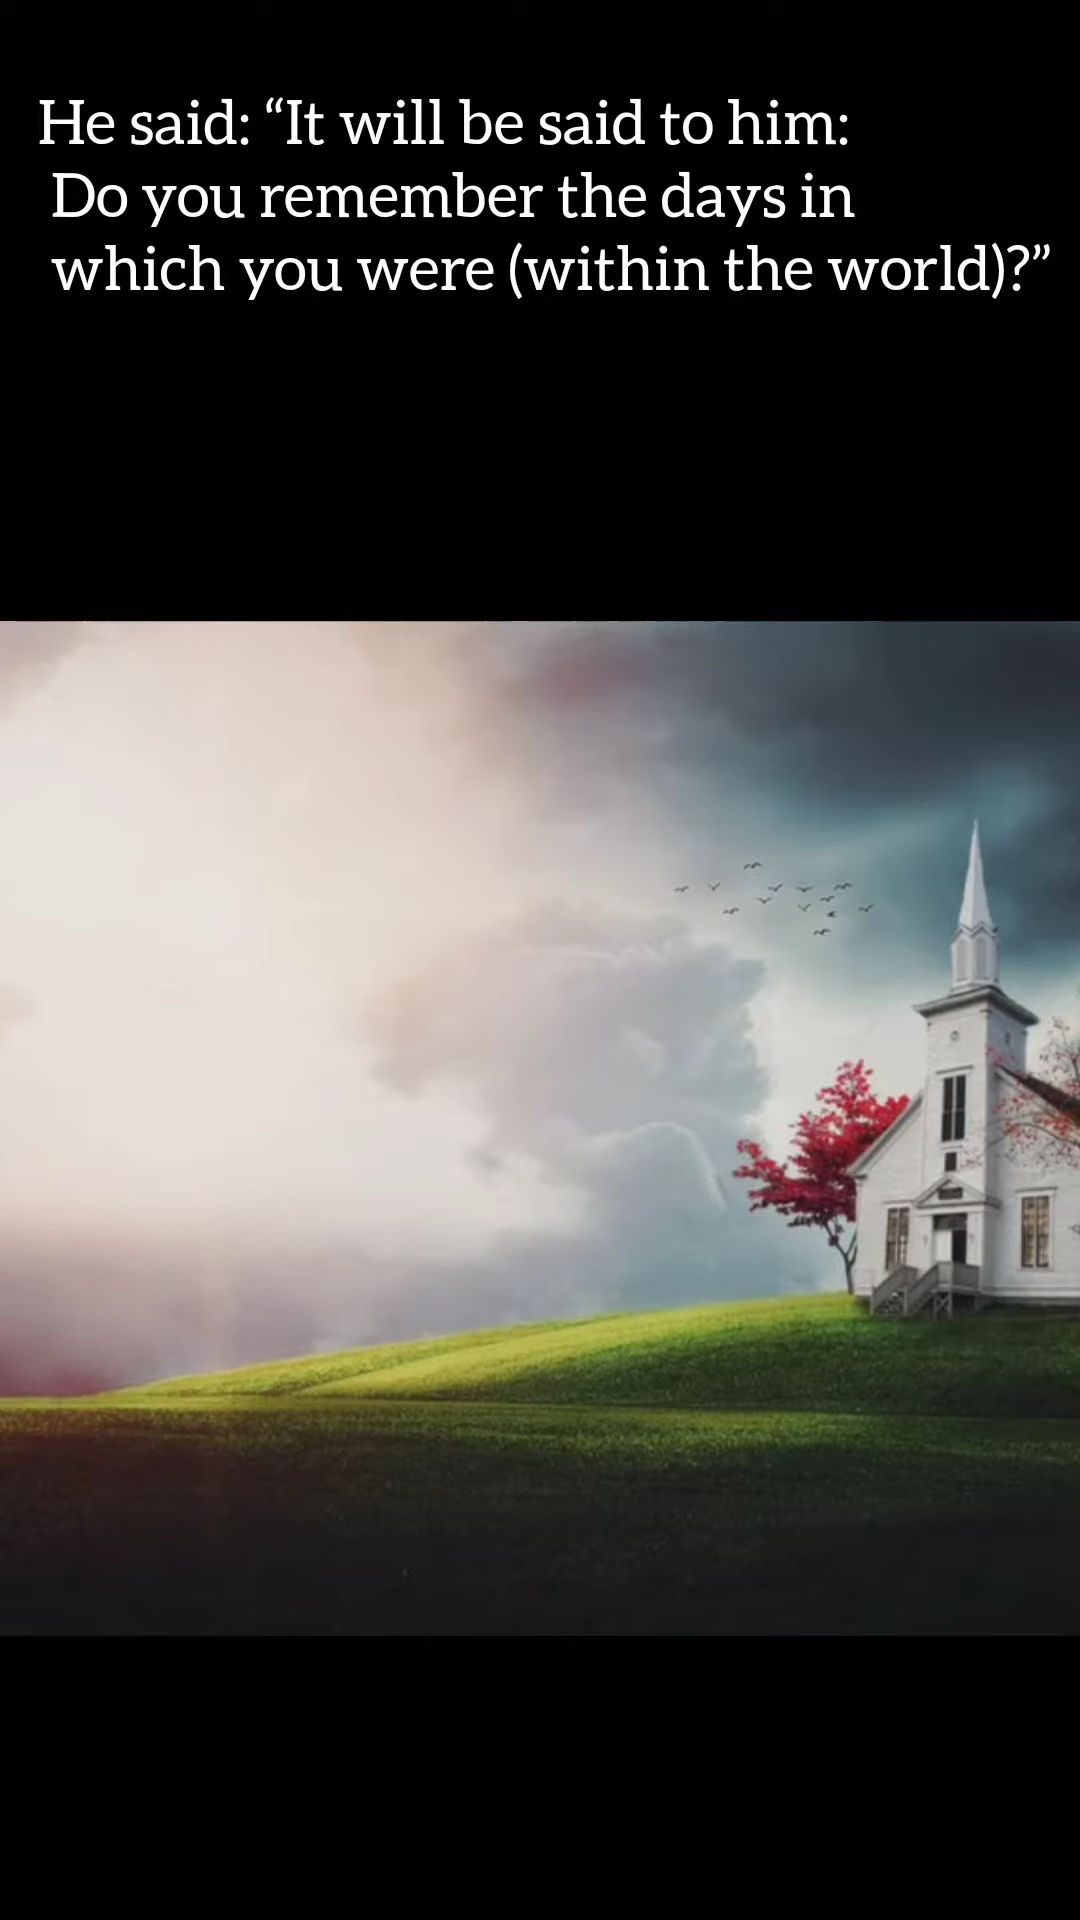 He said: “It will be said to him:
Do you remember the days in
which you were (within the world)?”